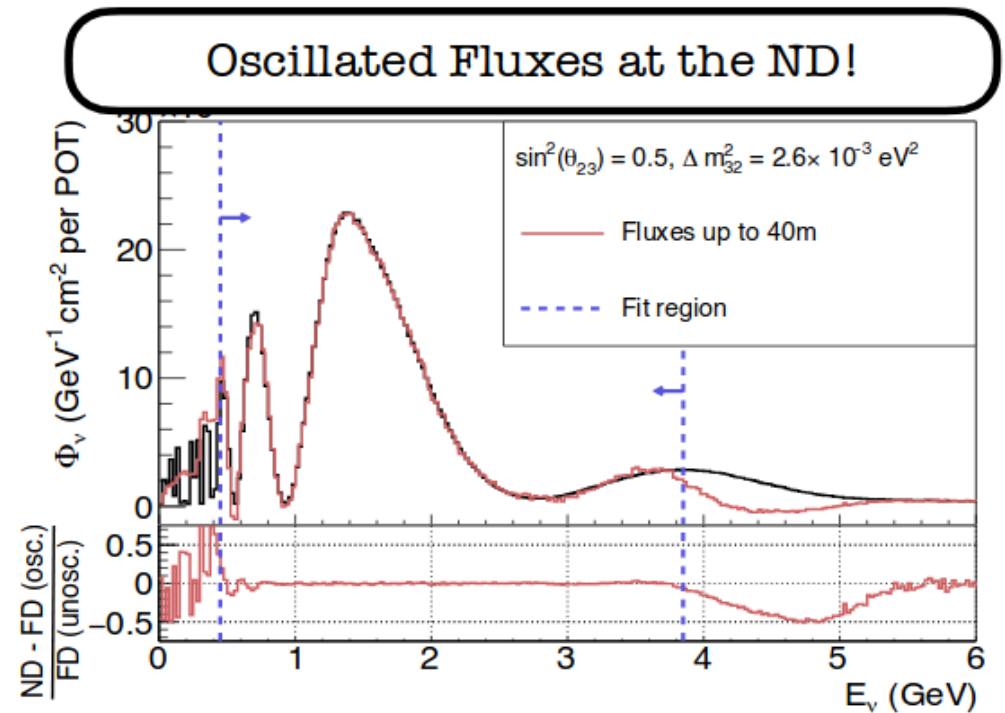 Oscillated Fluxes at the ND!
30
20
10
0
Φν (GeV⁻¹ cm⁻² per POT)
sin²(θ₂₃) = 0.5, Δ m²₃₂ = 2.6× 10⁻³ eV²
Fluxes up to 40m
Fit region
0.5
0
−0.5
ND - FD (osc.)
FD (unosc.)
0 1 2 3 4 5 6
Eν (GeV)